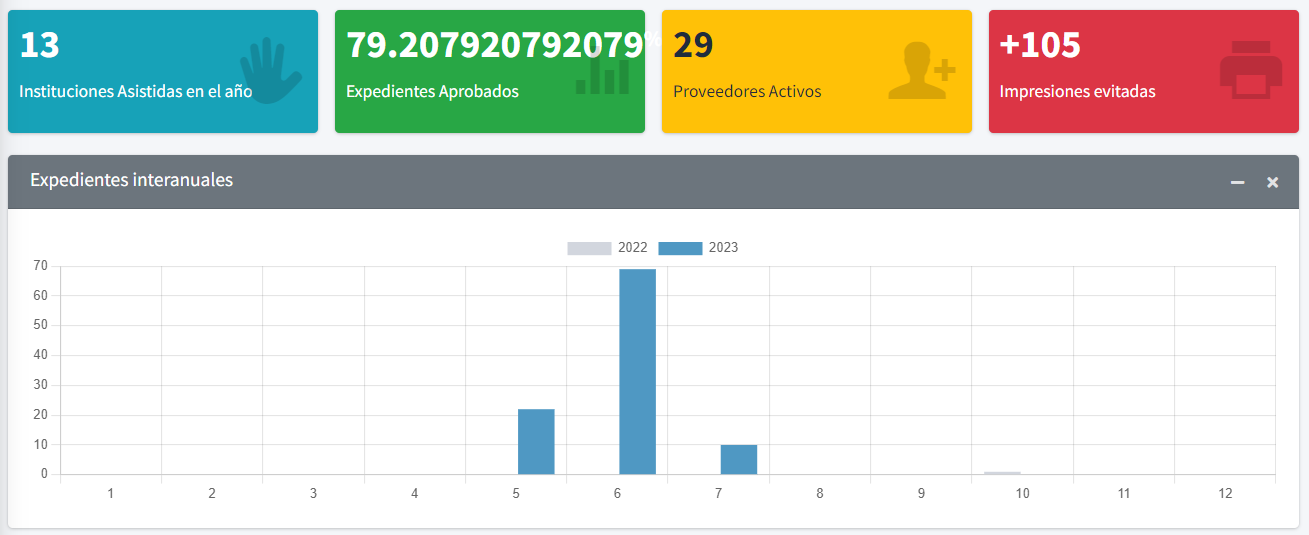 13
Instituciones Asistidas en el año
79.207920792079%
Expedientes Aprobados
29
Proveedores Activos
+105
Impresiones evitadas
Expedientes interanuales
2022 2023
70
60
50
40
30
20
10
0
1 2 3 4 5 6 7 8 9 10 11 12